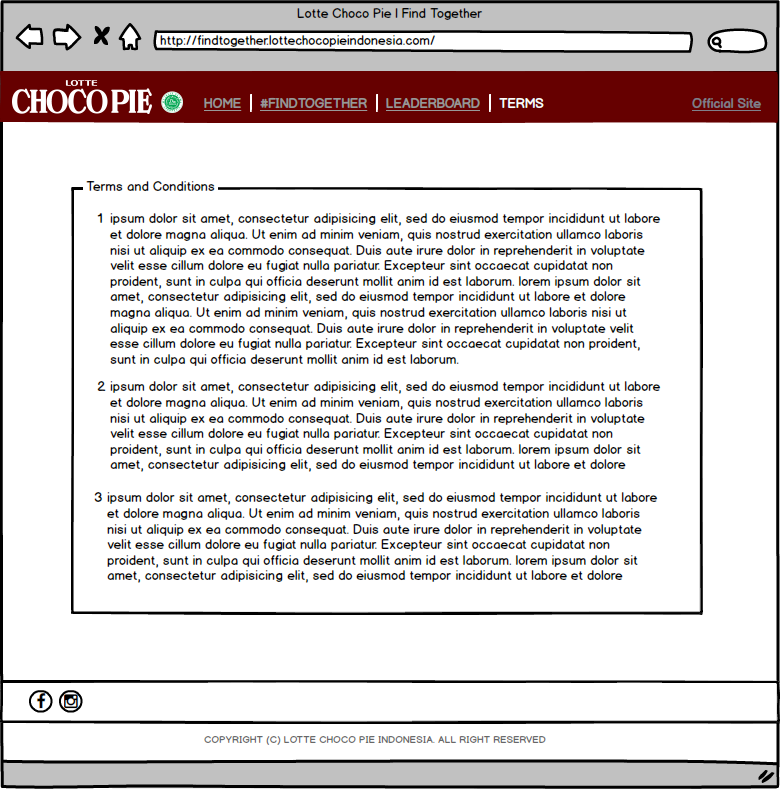 Lotte Choco Pie | Find Together
http://findtogether.lottechocopieindonesia.com/
LOTTE
CHOCO PIE
HOME
#FINDTOGETHER
LEADERBOARD
TERMS
Official Site
Terms and Conditions
1 ipsum dolor sit amet, consectetur adipisicing elit, sed do eiusmod tempor incididunt ut labore
et dolore magna aliqua. Ut enim ad minim veniam, quis nostrud exercitation ullamco laboris
nisi ut aliquip ex ea commodo consequat. Duis aute irure dolor in reprehenderit in voluptate
velit esse cillum dolore eu fugiat nulla pariatur. Excepteur sint occaecat cupidatat non
proident, sunt in culpa qui officia deserunt mollit anim id est laborum. lorem ipsum dolor sit
amet, consectetur adipisicing elit, sed do eiusmod tempor incididunt ut labore et dolore
magna aliqua. Ut enim ad minim veniam, quis nostrud exercitation ullamco laboris nisi ut
aliquip ex ea commodo consequat. Duis aute irure dolor in reprehenderit in voluptate velit
esse cillum dolore eu fugiat nulla pariatur. Excepteur sint occaecat cupidatat non proident,
sunt in culpa qui officia deserunt mollit anim id est laborum.
2 ipsum dolor sit amet, consectetur adipisicing elit, sed do eiusmod tempor incididunt ut labore
et dolore magna aliqua. Ut enim ad minim veniam, quis nostrud exercitation ullamco laboris
nisi ut aliquip ex ea commodo consequat. Duis aute irure dolor in reprehenderit in voluptate
velit esse cillum dolore eu fugiat nulla pariatur. Excepteur sint occaecat cupidatat non
proident, sunt in culpa qui officia deserunt mollit anim id est laborum. lorem ipsum dolor sit
amet, consectetur adipisicing elit, sed do eiusmod tempor incididunt ut labore et dolore
3 ipsum dolor sit amet, consectetur adipisicing elit, sed do eiusmod tempor incididunt ut labore
et dolore magna aliqua. Ut enim ad minim veniam, quis nostrud exercitation ullamco laboris
nisi ut aliquip ex ea commodo consequat. Duis aute irure dolor in reprehenderit in voluptate
velit esse cillum dolore eu fugiat nulla pariatur. Excepteur sint occaecat cupidatat non
proident, sunt in culpa qui officia deserunt mollit anim id est laborum. lorem ipsum dolor sit
amet, consectetur adipisicing elit, sed do eiusmod tempor incididunt ut labore et dolore
COPYRIGHT (C) LOTTE CHOCO PIE INDONESIA. ALL RIGHT RESERVED